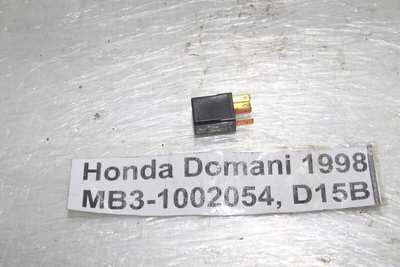 Honda Domani 1998
MB3-1002054, D15B